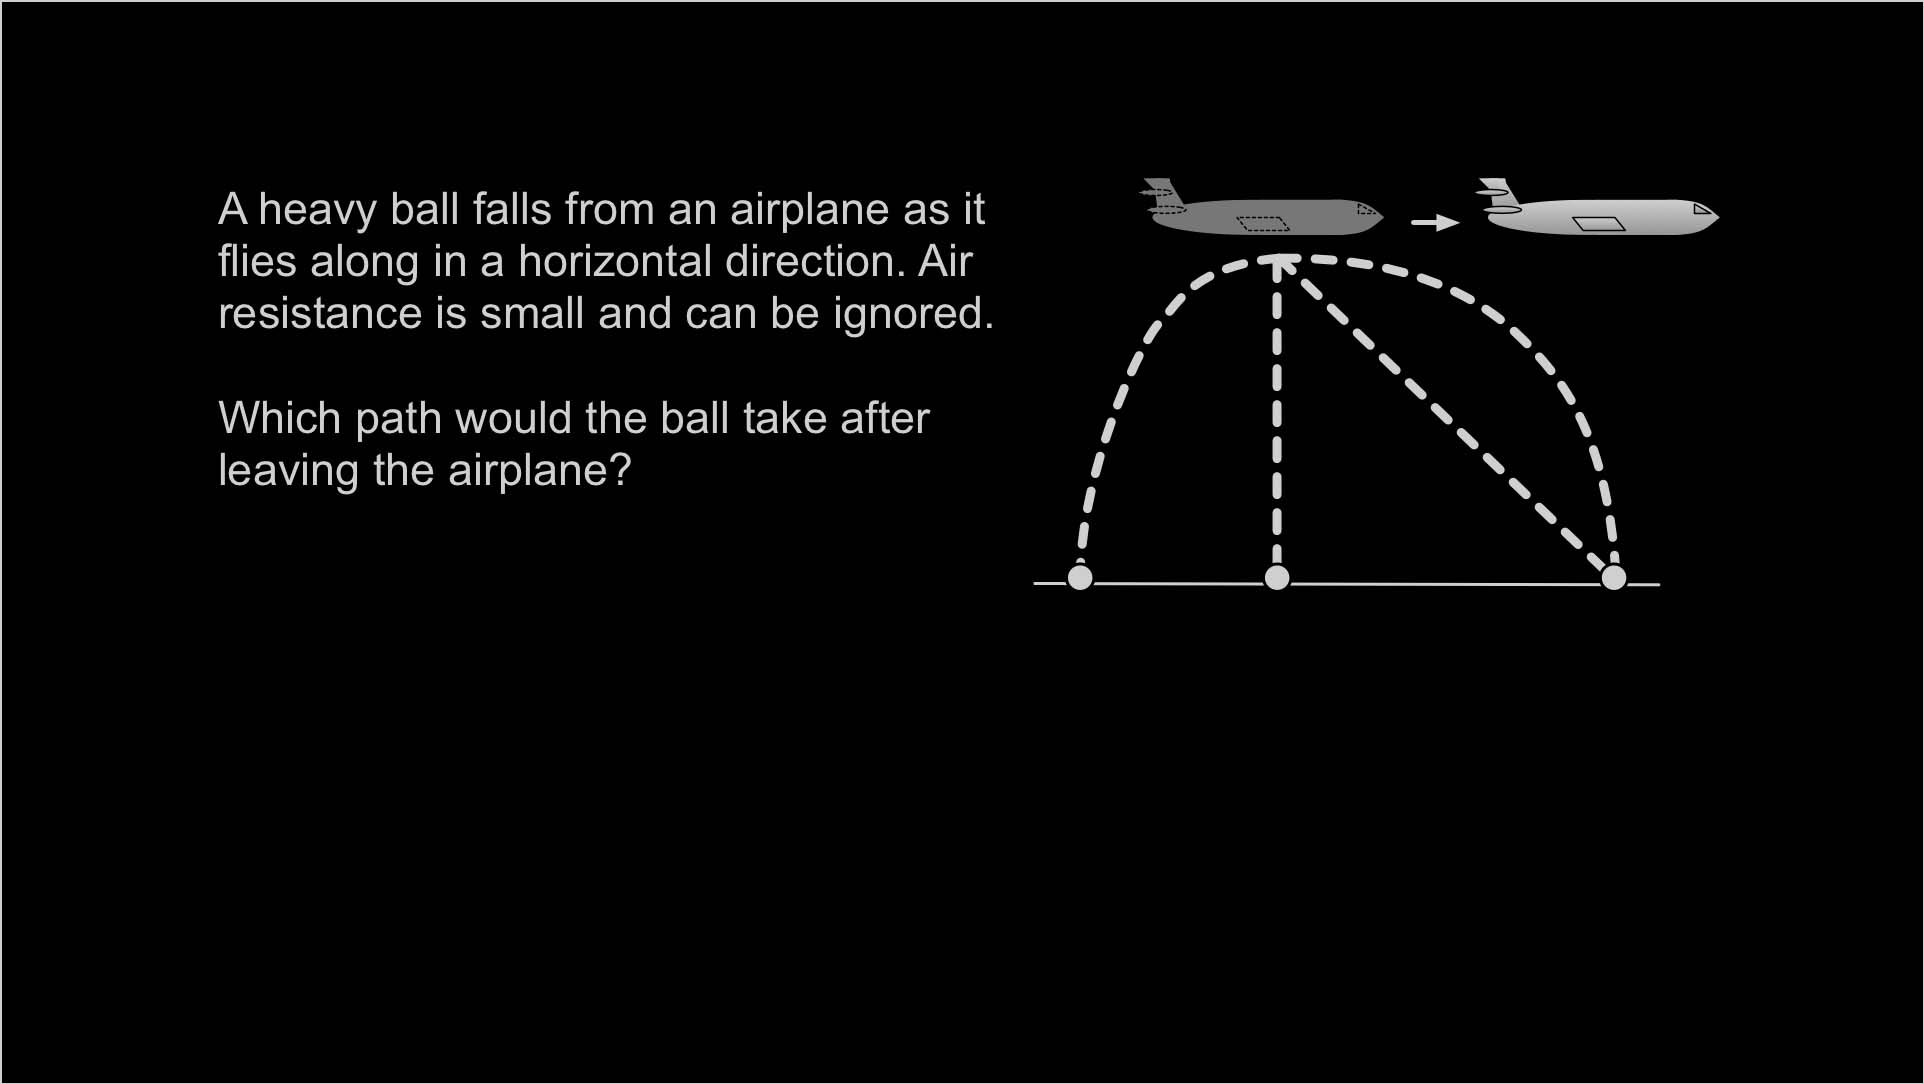 A heavy ball falls from an airplane as it
flies along in a horizontal direction. Air
resistance is small and can be ignored.
Which path would the ball take after
leaving the airplane?